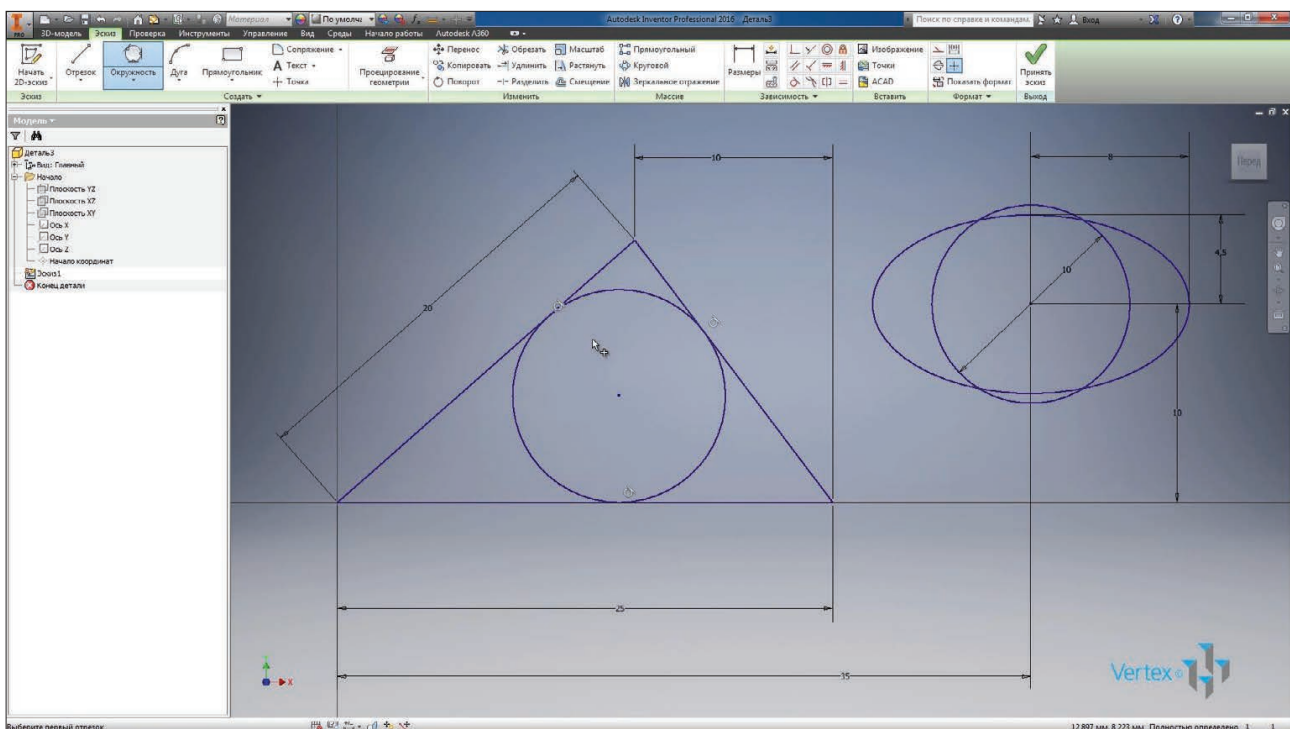 Материал
По умолч
Autodesk Inventor Professional 2016 Деталь3
Поиск по справке и командам
Вход
PRO 3D-модель Эскиз Проверка Инструменты Управление Вид Среды Начало работы Autodesk A360
Начать 2D-эскиз
Отрезок
Окружность
Дуга
Прямоугольник
Сопряжение
Текст
Точка
Проецирование геометрии
Перенос
Копировать
Поворот
Обрезать
Удлинить
Разделить
Масштаб
Растянуть
Смещение
Прямоугольный
Круговой
Зеркальное отражение
Размеры
Изображение
Точки
ACAD
Показать формат
Принять эскиз
Эскиз Создать Изменить Массив Зависимость Вставить Формат Выход
Модель
Деталь3
Вид: Главный
Начало
Плоскость YZ
Плоскость XZ
Плоскость XY
Ось X
Ось Y
Ось Z
Начало координат
Эскиз1
Конец детали
Перед
10
8
20
4,5
10
10
25
35
X
Vertex ©
Выберите первый отрезок
12,897 мм, 8,223 мм Полностью определено 1 1